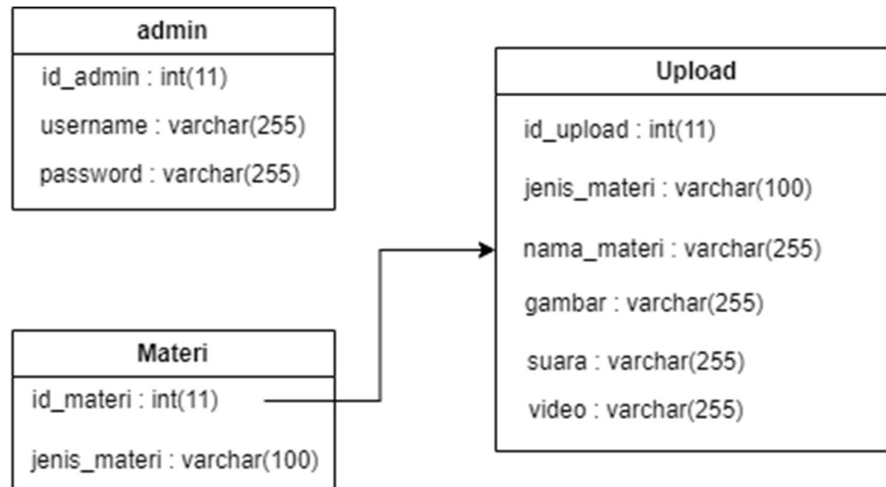 admin
id_admin : int(11)
username : varchar(255)
password : varchar(255)
Upload
id_upload : int(11)
jenis_materi : varchar(100)
nama_materi : varchar(255)
gambar : varchar(255)
suara : varchar(255)
video : varchar(255)
Materi
id_materi : int(11)
jenis_materi : varchar(100)